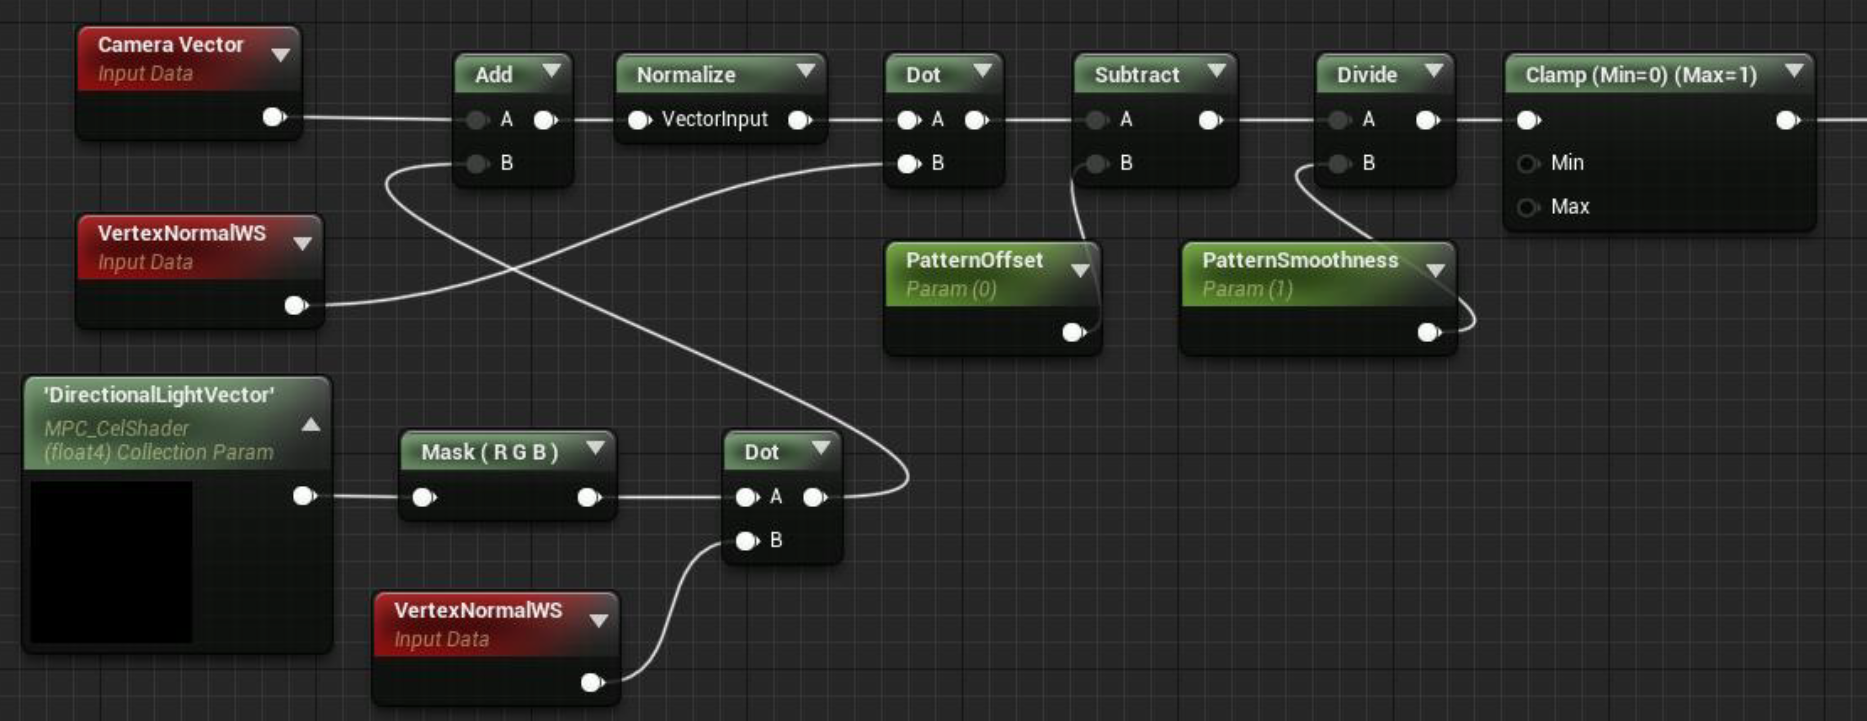 Camera Vector
Input Data
Add
A
B
Normalize
VectorInput
Dot
A
B
Subtract
A
B
Divide
A
B
Clamp (Min=0) (Max=1)
Min
Max
VertexNormalWS
Input Data
PatternOffset
Param (0)
PatternSmoothness
Param (1)
'DirectionalLightVector'
MPC_CelShader
(float4) Collection Param
Mask ( R G B )
Dot
A
B
VertexNormalWS
Input Data